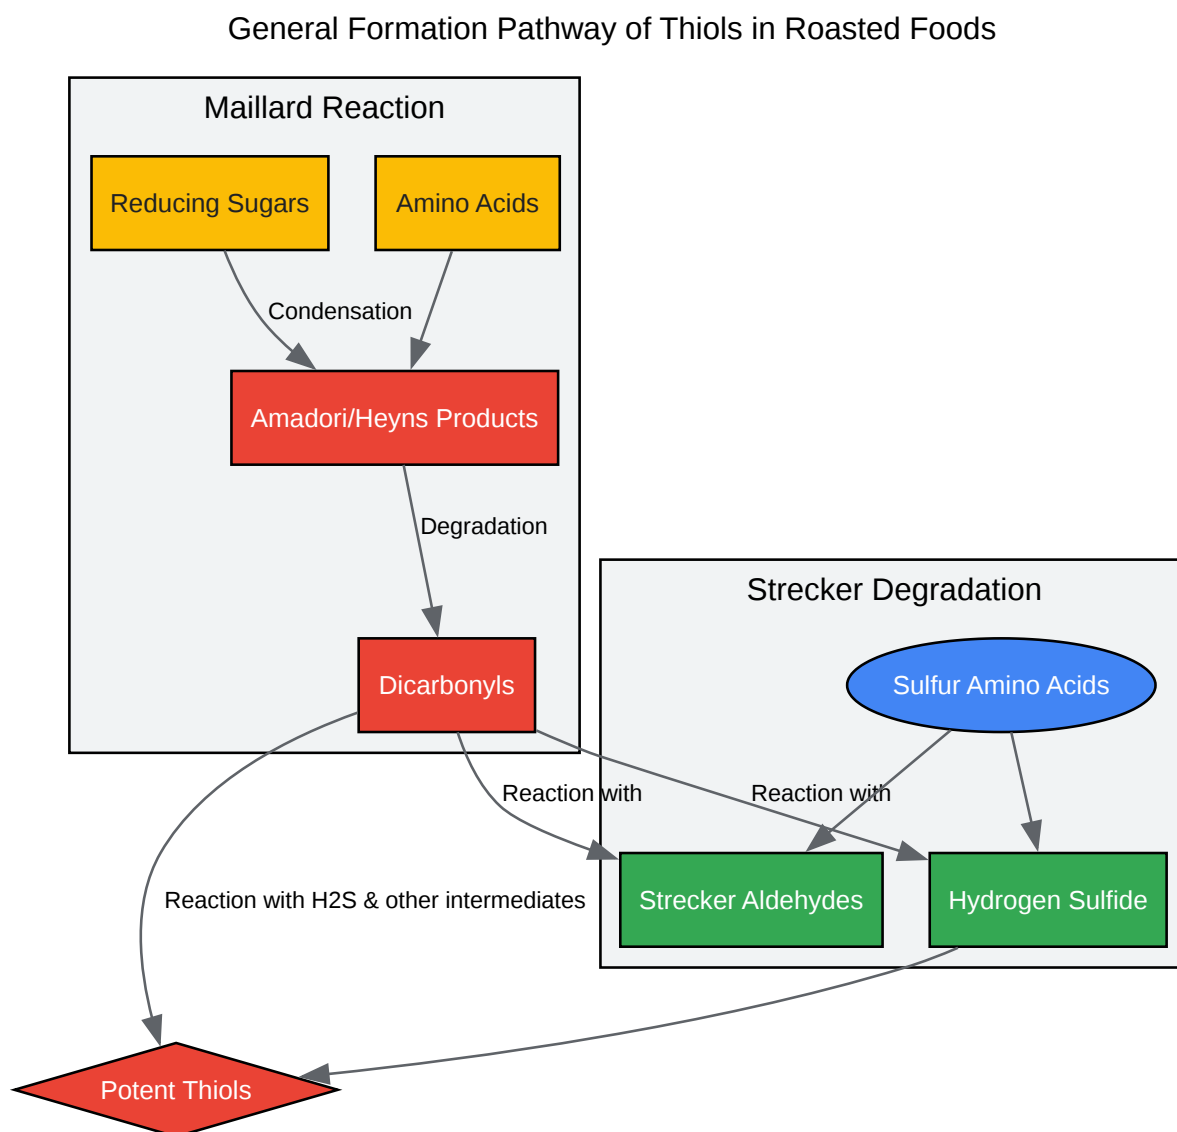 General Formation Pathway of Thiols in Roasted Foods
Maillard Reaction
Reducing Sugars
Amino Acids
Condensation
Amadori/Heyns Products
Degradation
Dicarbonyls
Strecker Degradation
Sulfur Amino Acids
Reaction with
Reaction with
Strecker Aldehydes
Hydrogen Sulfide
Reaction with H2S & other intermediates
Potent Thiols